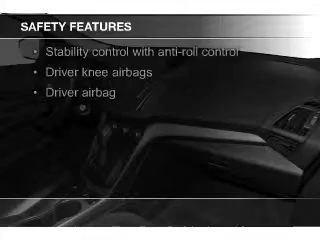 SAFETY FEATURES
• Stability control with anti-roll control
• Driver knee airbags
• Driver airbag